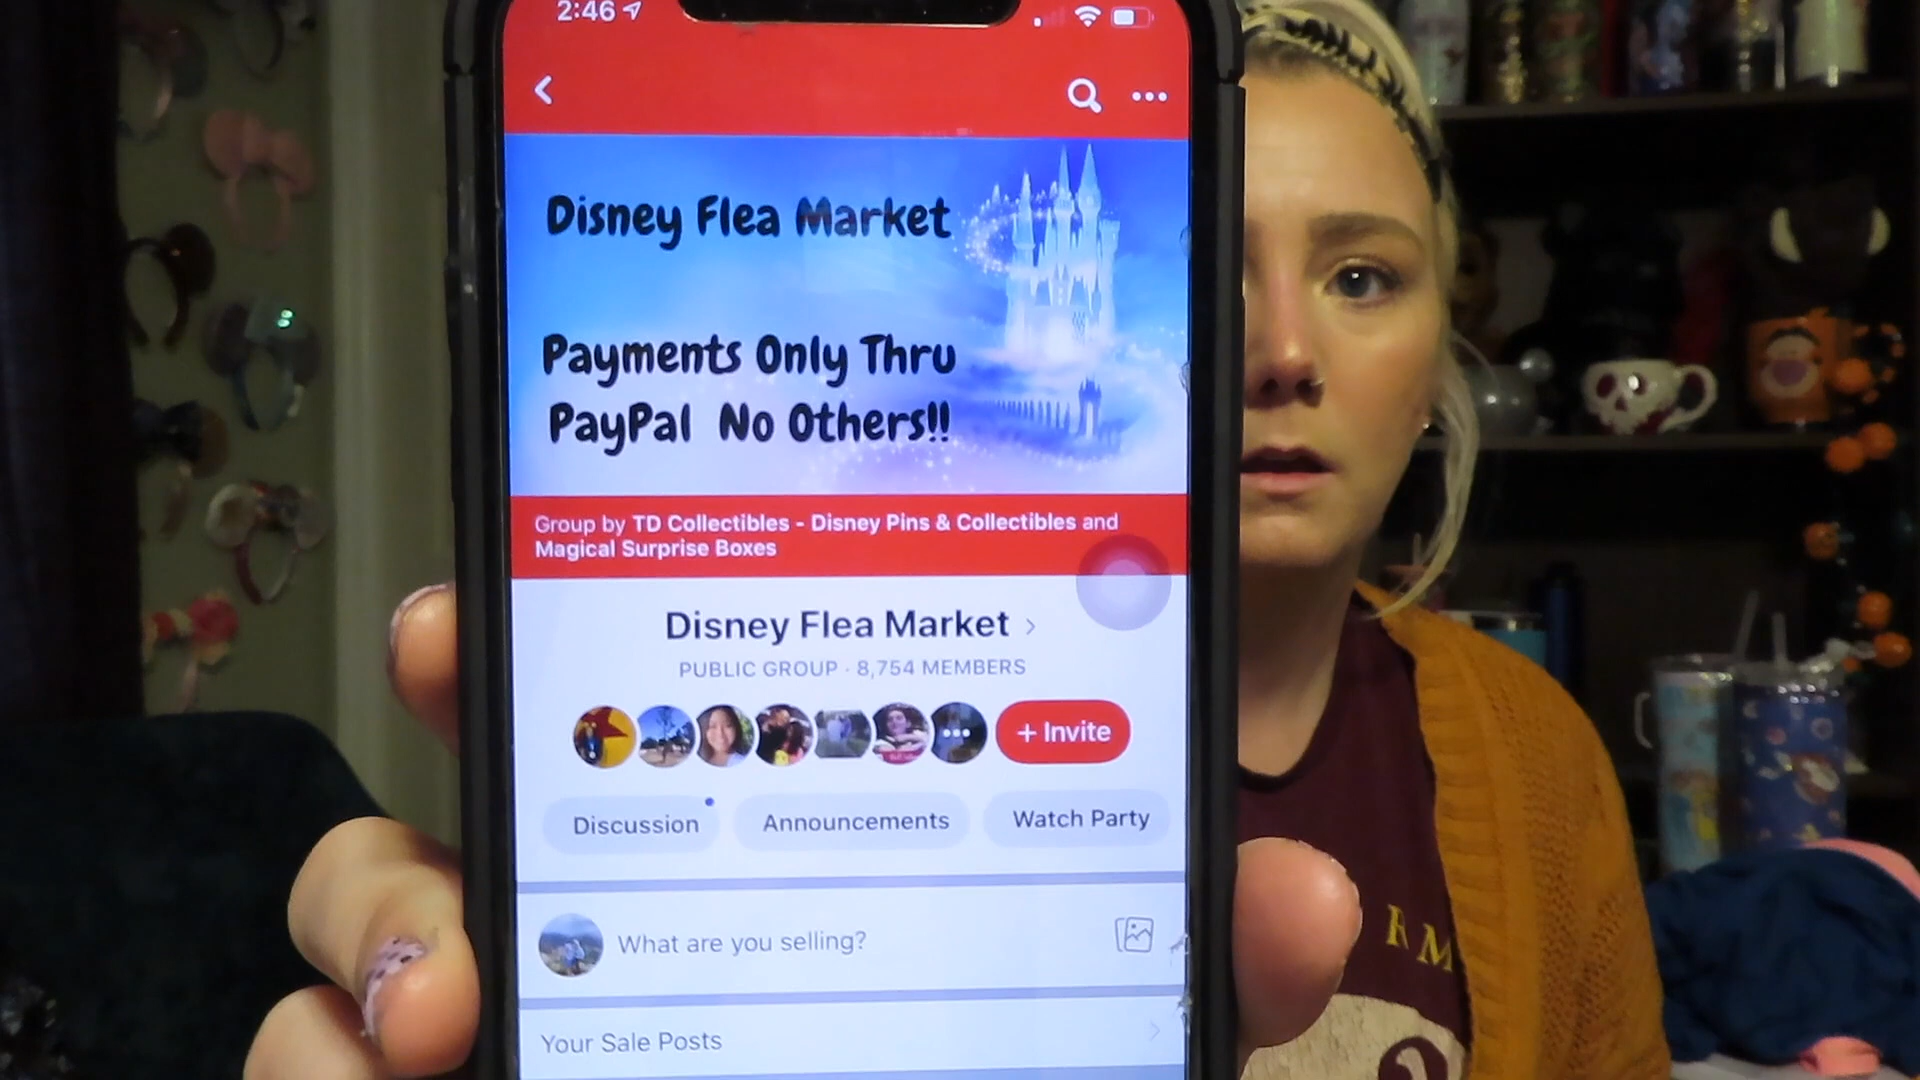 2:46
Disney Flea Market
Payments Only Thru
PayPal No Others!!
Group by TD Collectibles - Disney Pins & Collectibles and
Magical Surprise Boxes
Disney Flea Market
PUBLIC GROUP · 8,754 MEMBERS
+ Invite
Discussion
Announcements
Watch Party
What are you selling?
Your Sale Posts